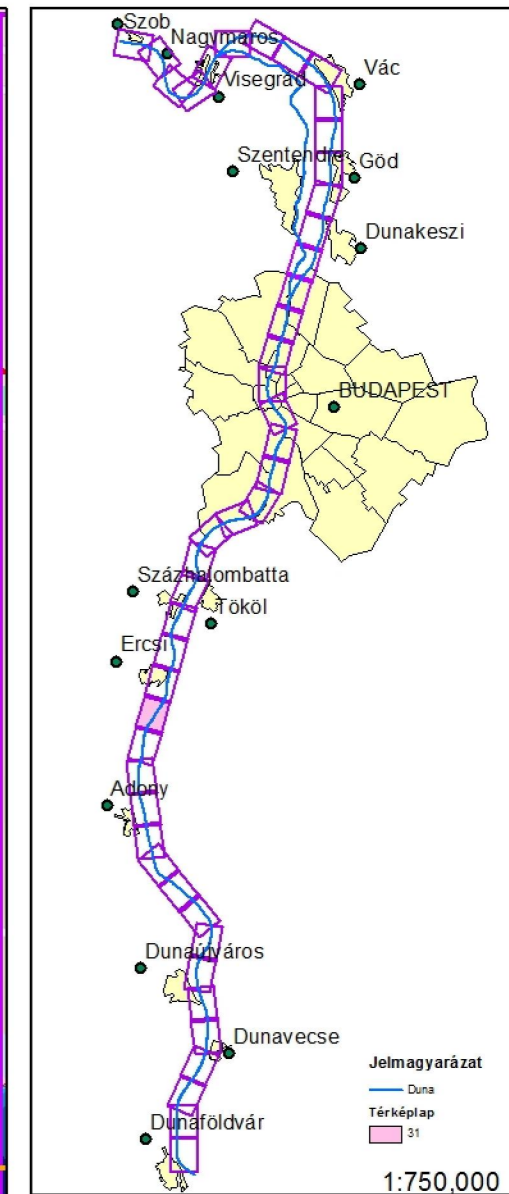 Szob
Nagymaros
Visegrád
Vác
Szentendre
Göd
Dunakeszi
BUDAPEST
Százhalombatta
Tököl
Ercsi
Adony
Dunaújváros
Dunavecse
Dunaföldvár
Jelmagyarázat
Duna
Térképlap
31
1:750,000